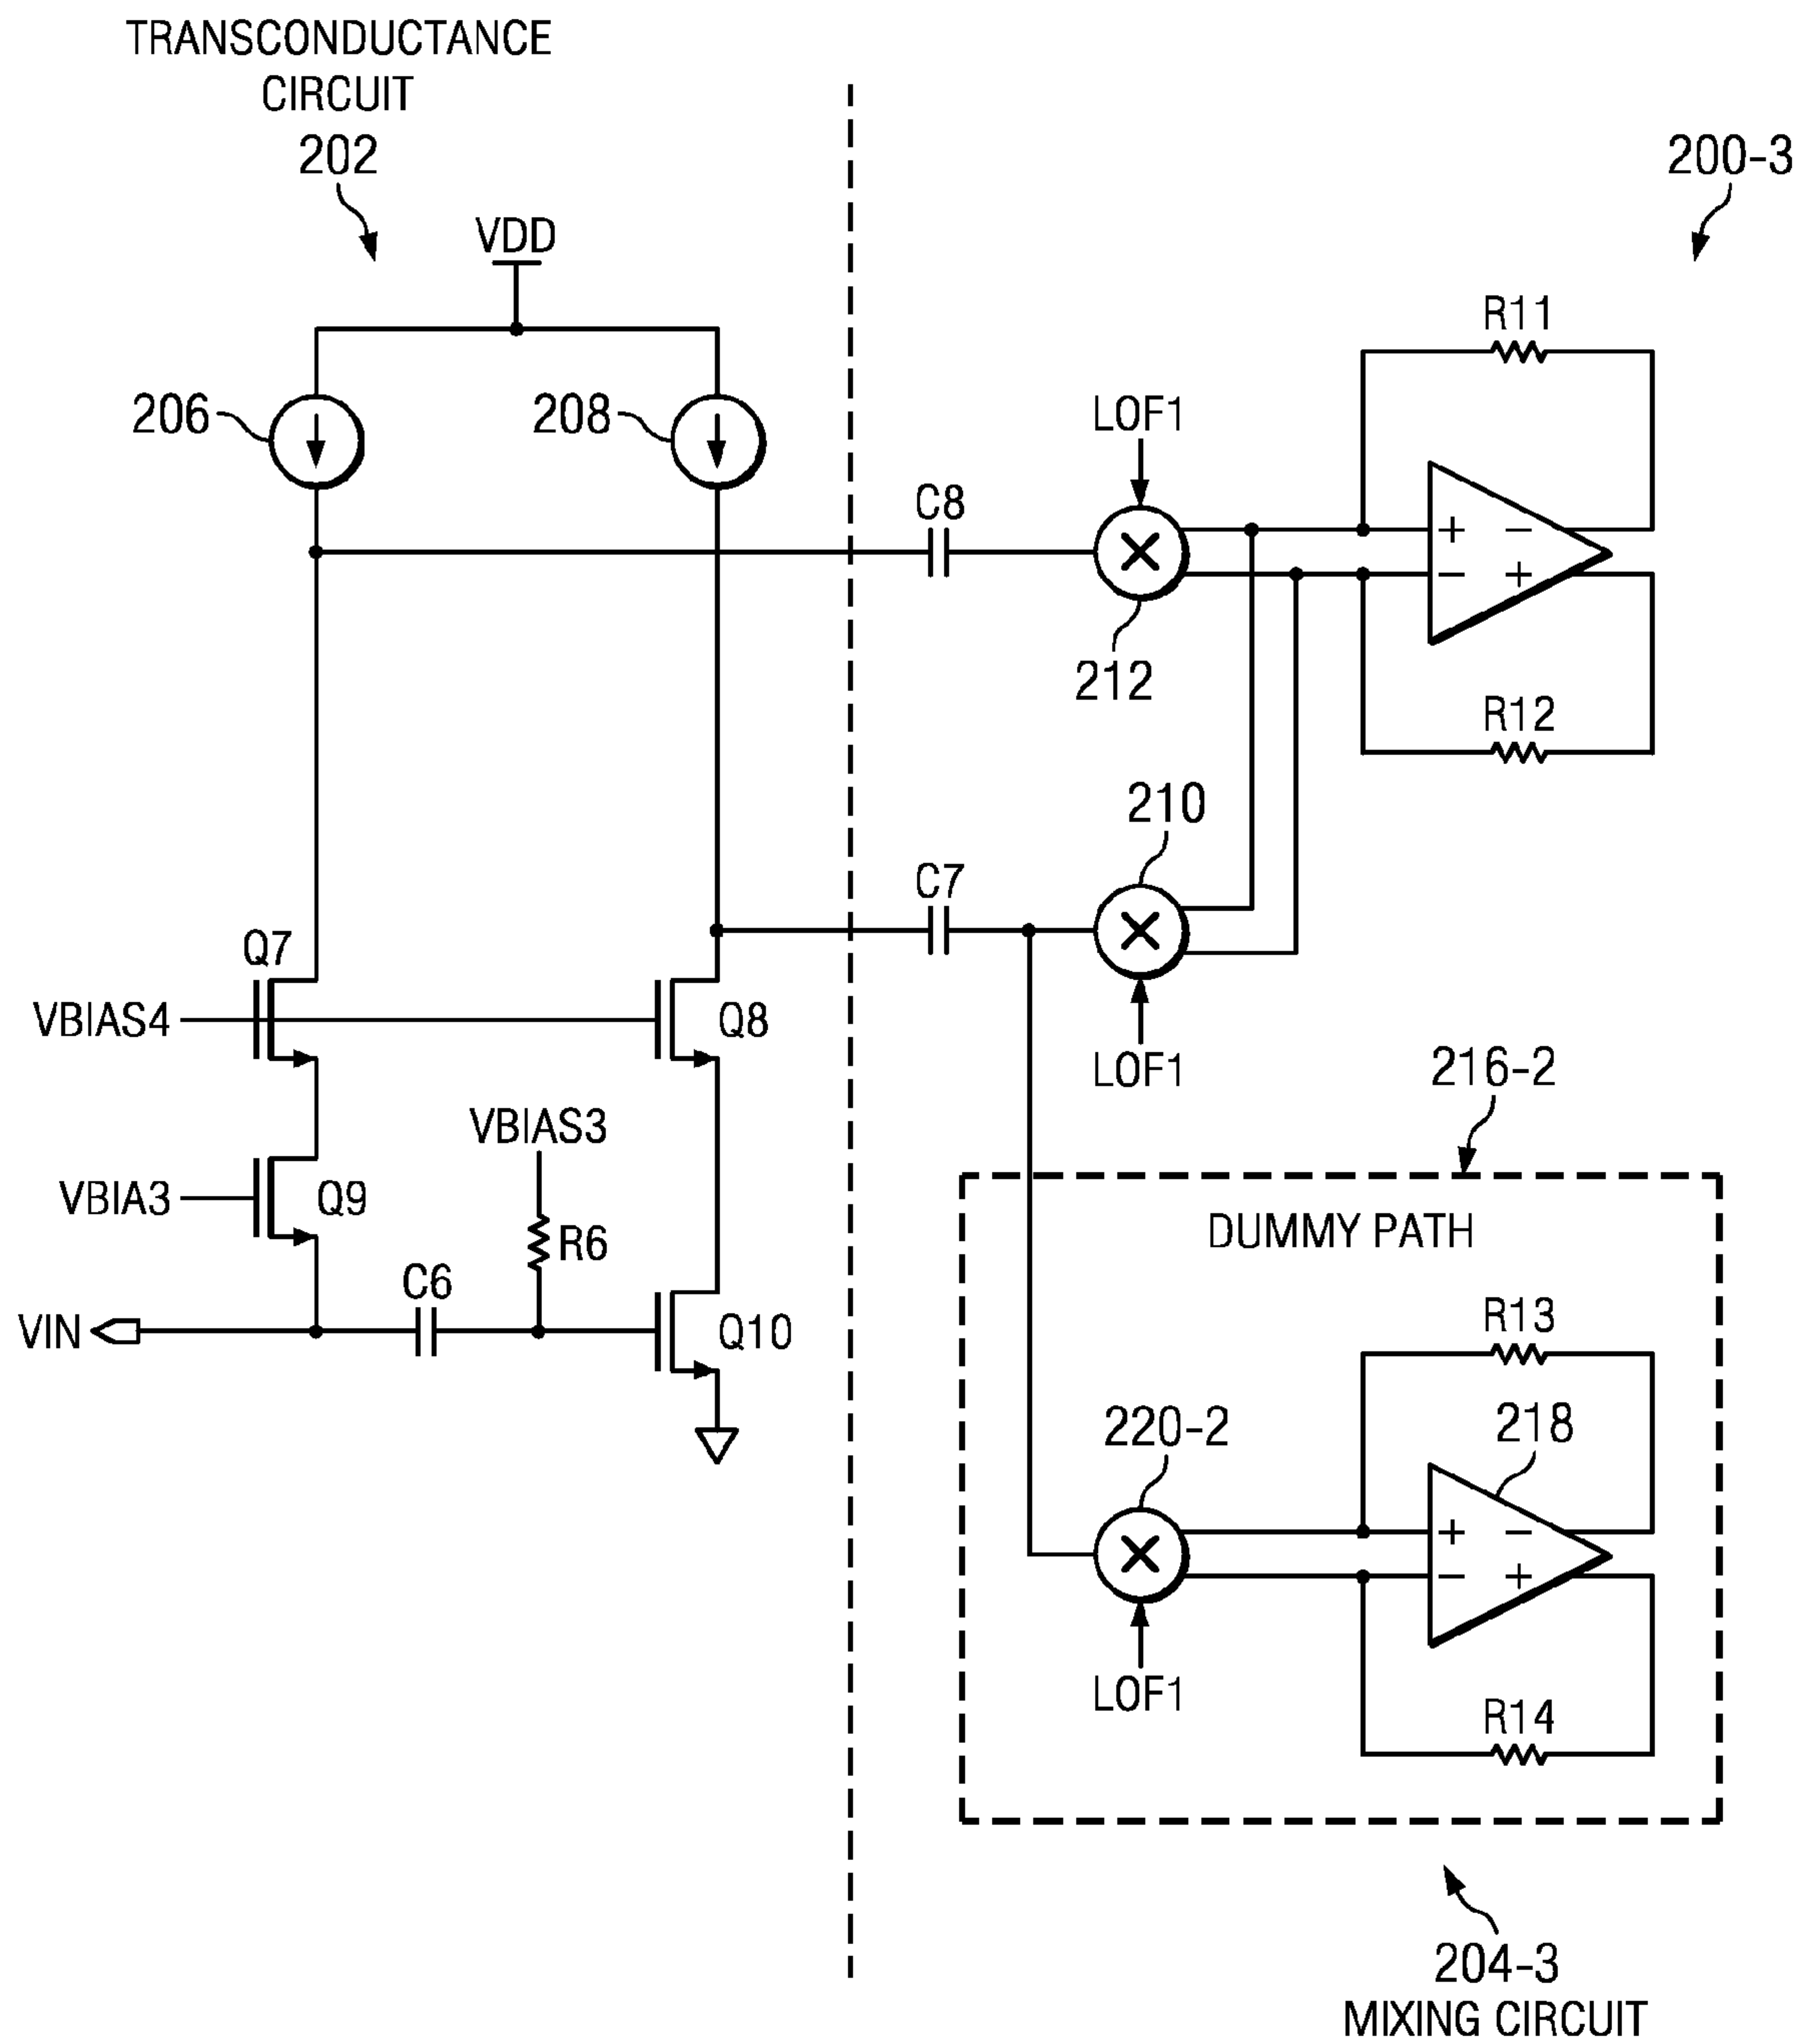 TRANSCONDUCTANCE
CIRCUIT
202
200-3
VDD
R11
206
208
LOF1
C8
+ −
− +
212
R12
210
C7
Q7
VBIAS4
Q8
LOF1
216-2
VBIAS3
DUMMY PATH
VBIA3
Q9
R6
C6
R13
VIN
Q10
220-2
218
+ −
− +
LOF1
R14
204-3
MIXING CIRCUIT